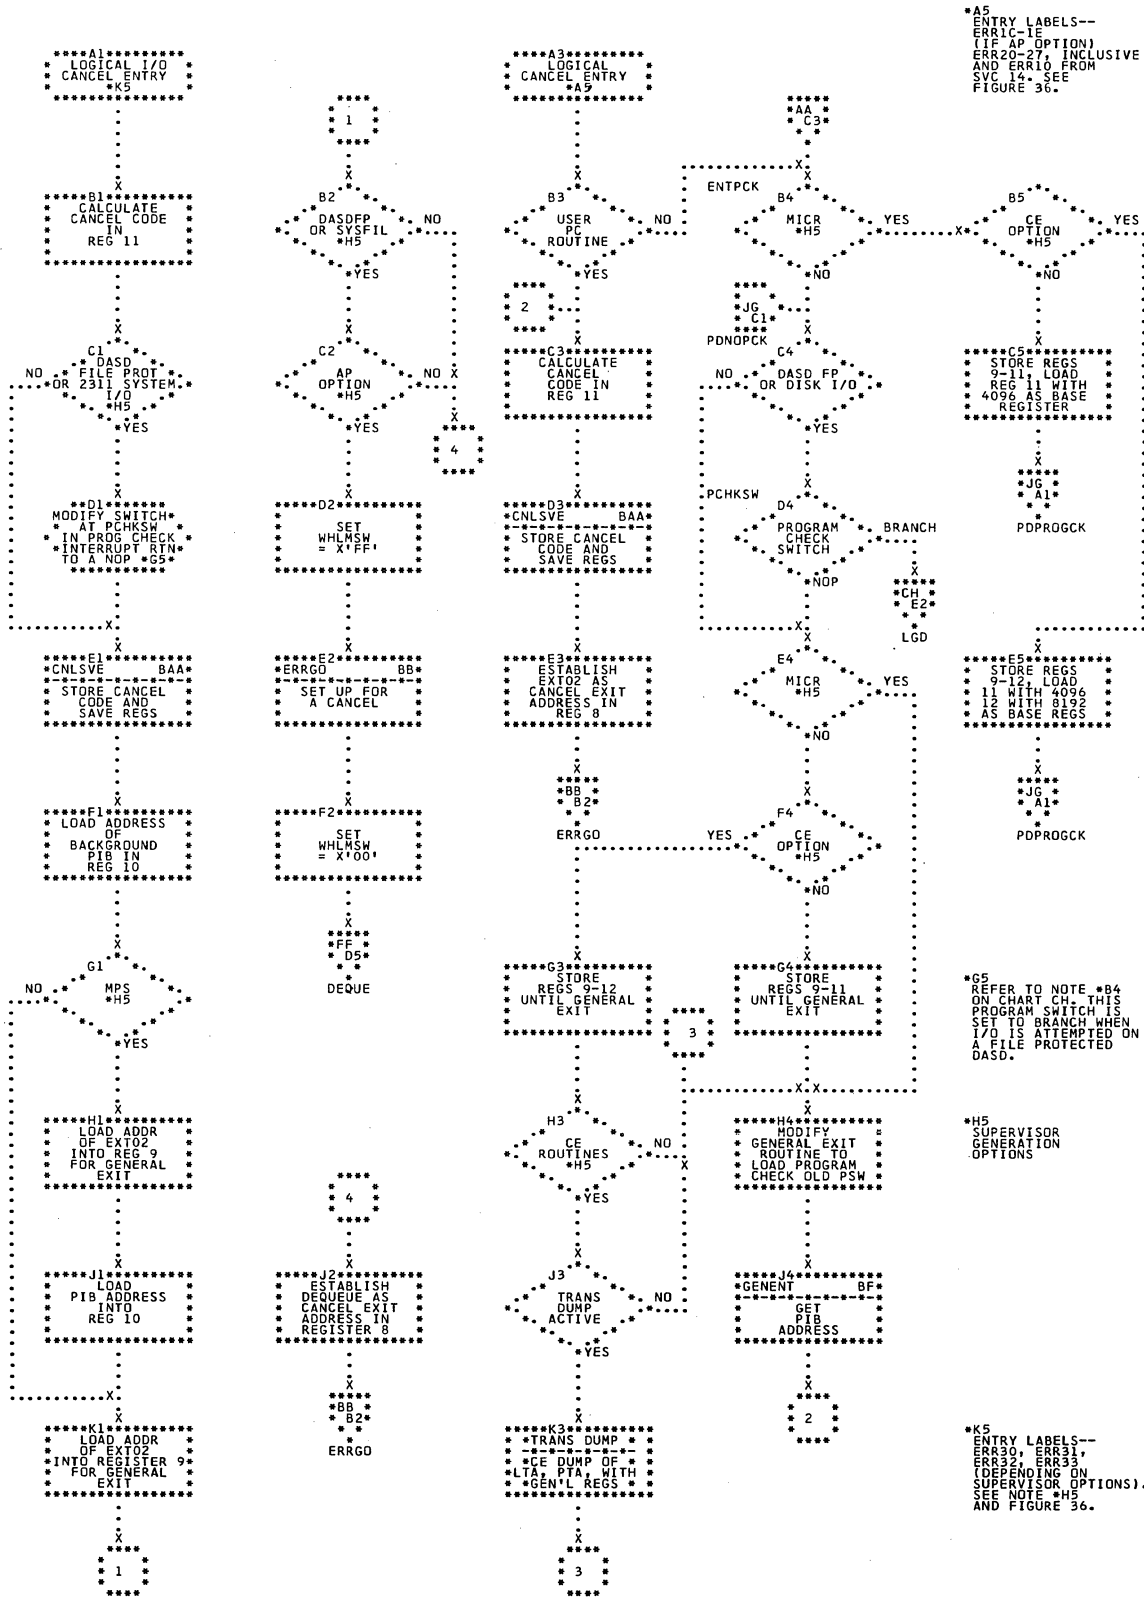 *A5
ENTRY LABELS--
ERR1C-1E
(IF AP OPTION)
ERR20-27, INCLUSIVE
AND ERR10 FROM
SVC 14. SEE
FIGURE 36.
A1
LOGICAL I/O
CANCEL ENTRY
*K5
B1
CALCULATE
CANCEL CODE
IN
REG 11
C1
DASD
FILE PROT
OR 2311 SYSTEM
I/O
*H5
NO
*YES
D1
MODIFY SWITCH
AT PCHKSW
IN PROG CHECK
INTERRUPT RTN
TO A NOP *G5
E1
*CNLSVE BAA*
STORE CANCEL
CODE AND
SAVE REGS
F1
LOAD ADDRESS
OF
BACKGROUND
PIB IN
REG 10
G1
MPS
*H5
NO
*YES
H1
LOAD ADDR
OF EXT02
INTO REG 9
FOR GENERAL
EXIT
J1
LOAD
PIB ADDRESS
INTO
REG 10
K1
LOAD ADDR
OF EXT02
INTO REGISTER 9
FOR GENERAL
EXIT
1
1
B2
DASDFP
OR SYSFIL
*H5
NO
*YES
C2
AP
OPTION
*H5
NO
*YES
4
D2
SET
WHLMSW
= X'FF'
E2
*ERRGO BB*
SET UP FOR
A CANCEL
F2
SET
WHLMSW
= X'00'
FF
D5
DEQUE
4
J2
ESTABLISH
DEQUEUE AS
CANCEL EXIT
ADDRESS IN
REGISTER 8
BB
B2
ERRGO
A3
LOGICAL
CANCEL ENTRY
*A5
B3
USER
PC
ROUTINE
NO
*YES
2
C3
CALCULATE
CANCEL
CODE IN
REG 11
D3
*CNLSVE BAA*
STORE CANCEL
CODE AND
SAVE REGS
E3
ESTABLISH
EXT02 AS
CANCEL EXIT
ADDRESS IN
REG 8
BB
B2
ERRGO
G3
STORE
REGS 9-12
UNTIL GENERAL
EXIT
3
H3
CE
ROUTINES
*H5
NO
*YES
J3
TRANS
DUMP
ACTIVE
NO
*YES
K3
*TRANS DUMP
*CE DUMP OF
*LTA, PTA, WITH
*GEN'L REGS
3
AA
C3
ENTPCK
B4
MICR
*H5
YES
*NO
JG
C1
PDNOPCK
C4
DASD FP
OR DISK I/O
NO
*YES
PCHKSW
D4
PROGRAM
CHECK
SWITCH
BRANCH
*NOP
CH
E2
LGD
E4
MICR
*H5
YES
*NO
F4
CE
OPTION
*H5
YES
*NO
G4
STORE
REGS 9-11
UNTIL GENERAL
EXIT
H4
MODIFY
GENERAL EXIT
ROUTINE TO
LOAD PROGRAM
CHECK OLD PSW
J4
*GENENT BF*
GET
PIB
ADDRESS
2
B5
CE
OPTION
*H5
YES
*NO
C5
STORE REGS
9-11, LOAD
REG 11 WITH
4096 AS BASE
REGISTER
JG
A1
PDPROGCK
E5
STORE REGS
9-12, LOAD
11 WITH 4096
12 WITH 8192
AS BASE REGS
JG
A1
PDPROGCK
*G5
REFER TO NOTE *B4
ON CHART CH. THIS
PROGRAM SWITCH IS
SET TO BRANCH WHEN
I/O IS ATTEMPTED ON
A FILE PROTECTED
DASD.
*H5
SUPERVISOR
GENERATION
OPTIONS
*K5
ENTRY LABELS--
ERR30, ERR31,
ERR32, ERR33
(DEPENDING ON
SUPERVISOR OPTIONS).
SEE NOTE *H5
AND FIGURE 36.